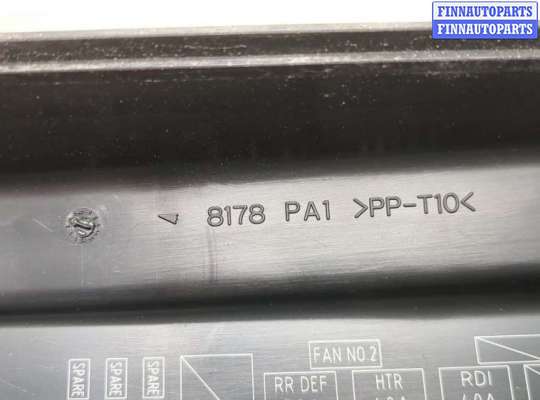 FINNAUTOPARTS
FINNAUTOPARTS
8178 PA1 >PP-T10<
FAN NO.2
SPARE
SPARE
SPARE
RR DEF
HTR
RDI